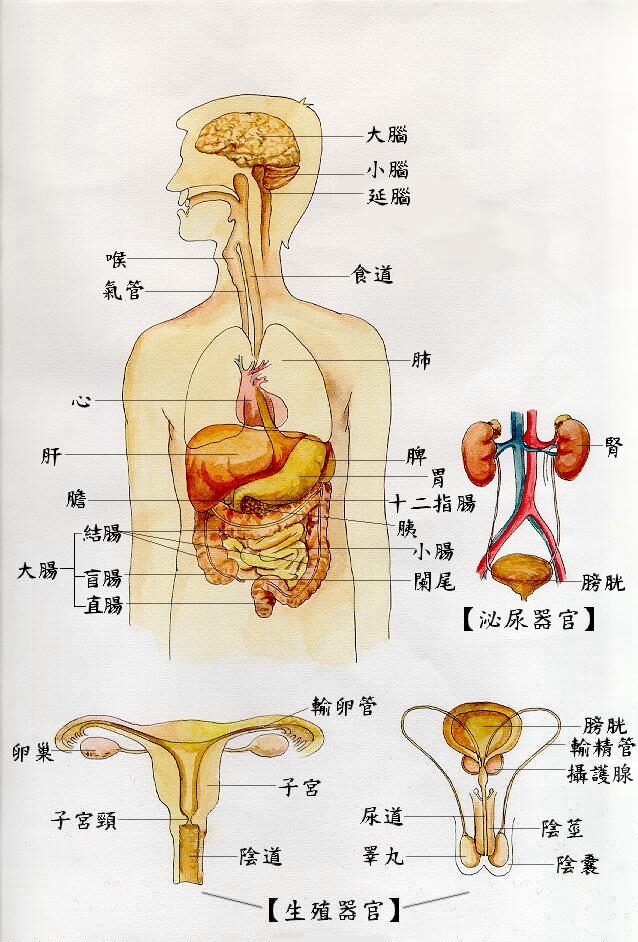 大腦
小腦
延腦
喉
氣管
食道
肺
心
肝
脾
胃
膽
十二指腸
胰
結腸
小腸
大腸
盲腸
闌尾
直腸
腎
膀胱
【泌尿器官】
輸卵管
卵巢
子宮
子宮頸
陰道
膀胱
輸精管
攝護腺
尿道
陰莖
睪丸
陰囊
【生殖器官】